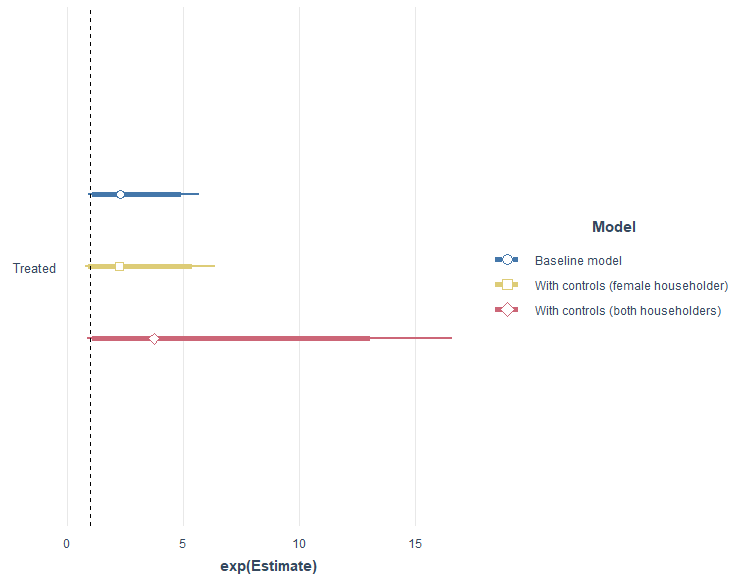 Model
Baseline model
Treated
With controls (female householder)
With controls (both householders)
0 5 10 15
exp(Estimate)